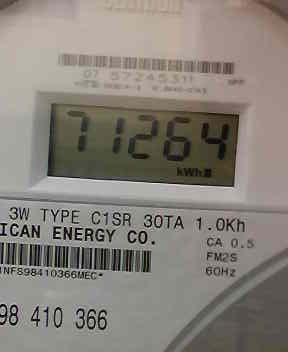 07 57245311
71264
kWh
3W TYPE C1SR 30TA 1.0Kh
ICAN ENERGY CO.
CA 0.5
FM2S
60Hz
NFS98410366MEC*
98 410 366